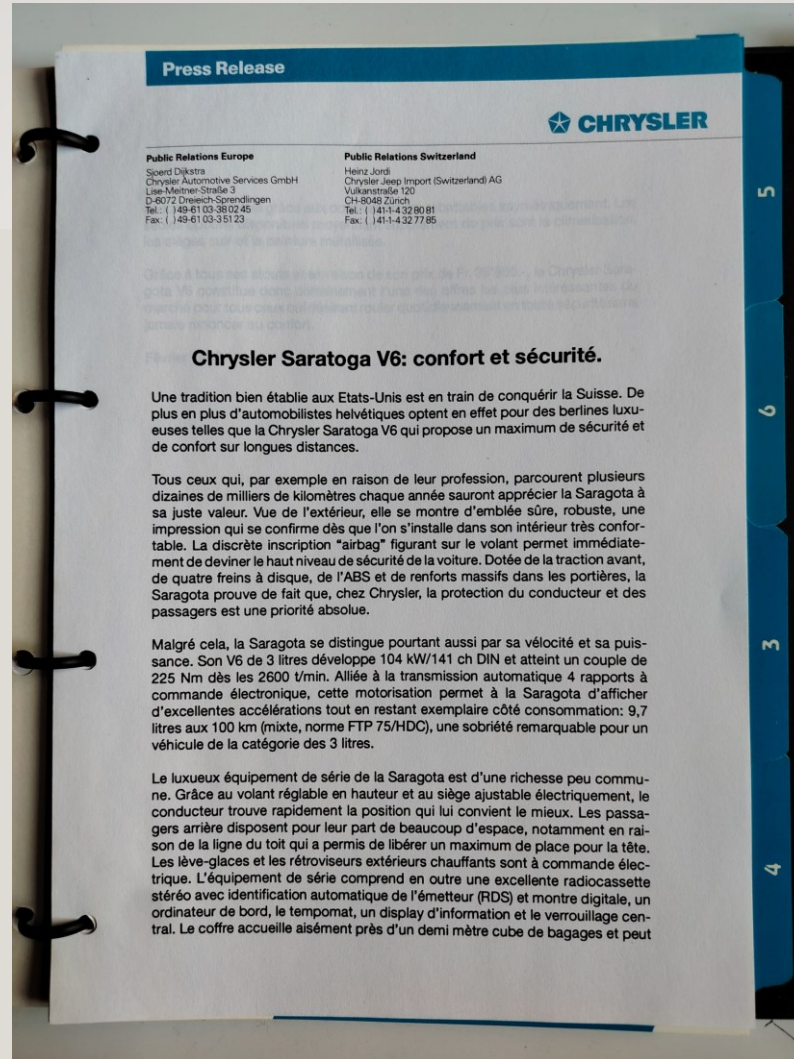 Press Release
CHRYSLER
Public Relations Europe
Sjoerd Dijkstra
Chrysler Automotive Services GmbH
Lise-Meitner-Straße 3
D-6072 Dreieich-Sprendlingen
Tel.: ( )49-61 03-38 02 45
Fax: ( )49-61 03-3 51 23
Public Relations Switzerland
Heinz Jordi
Chrysler Jeep Import (Switzerland) AG
Vulkanstraße 120
CH-8048 Zürich
Tel.: ( )41-1-4 32 80 81
Fax: ( )41-1-4 32 77 85
Chrysler Saratoga V6: confort et sécurité.
Une tradition bien établie aux Etats-Unis est en train de conquérir la Suisse. De
plus en plus d'automobilistes helvétiques optent en effet pour des berlines luxu-
euses telles que la Chrysler Saratoga V6 qui propose un maximum de sécurité et
de confort sur longues distances.
Tous ceux qui, par exemple en raison de leur profession, parcourent plusieurs
dizaines de milliers de kilomètres chaque année sauront apprécier la Saragota à
sa juste valeur. Vue de l'extérieur, elle se montre d'emblée sûre, robuste, une
impression qui se confirme dès que l'on s'installe dans son intérieur très confor-
table. La discrète inscription "airbag" figurant sur le volant permet immédiate-
ment de deviner le haut niveau de sécurité de la voiture. Dotée de la traction avant,
de quatre freins à disque, de l'ABS et de renforts massifs dans les portières, la
Saragota prouve de fait que, chez Chrysler, la protection du conducteur et des
passagers est une priorité absolue.
Malgré cela, la Saragota se distingue pourtant aussi par sa vélocité et sa puis-
sance. Son V6 de 3 litres développe 104 kW/141 ch DIN et atteint un couple de
225 Nm dès les 2600 t/min. Alliée à la transmission automatique 4 rapports à
commande électronique, cette motorisation permet à la Saragota d'afficher
d'excellentes accélérations tout en restant exemplaire côté consommation: 9,7
litres aux 100 km (mixte, norme FTP 75/HDC), une sobriété remarquable pour un
véhicule de la catégorie des 3 litres.
Le luxueux équipement de série de la Saragota est d'une richesse peu commu-
ne. Grâce au volant réglable en hauteur et au siège ajustable électriquement, le
conducteur trouve rapidement la position qui lui convient le mieux. Les passa-
gers arrière disposent pour leur part de beaucoup d'espace, notamment en rai-
son de la ligne du toit qui a permis de libérer un maximum de place pour la tête.
Les lève-glaces et les rétroviseurs extérieurs chauffants sont à commande élec-
trique. L'équipement de série comprend en outre une excellente radiocassette
stéréo avec identification automatique de l'émetteur (RDS) et montre digitale, un
ordinateur de bord, le tempomat, un display d'information et le verrouillage cen-
tral. Le coffre accueille aisément près d'un demi mètre cube de bagages et peut
5
6
3
4